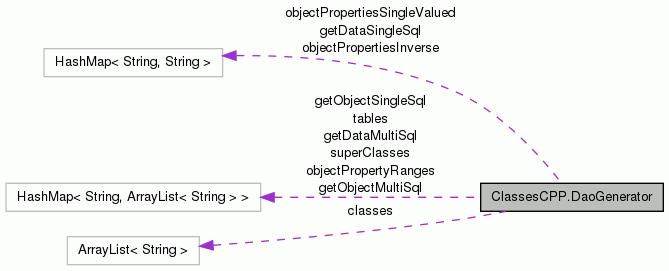 objectPropertiesSingleValued
getDataSingleSql
objectPropertiesInverse
HashMap< String, String >
getObjectSingleSql
tables
getDataMultiSql
superClasses
objectPropertyRanges
getObjectMultiSql
HashMap< String, ArrayList< String > >
ClassesCPP.DaoGenerator
classes
ArrayList< String >